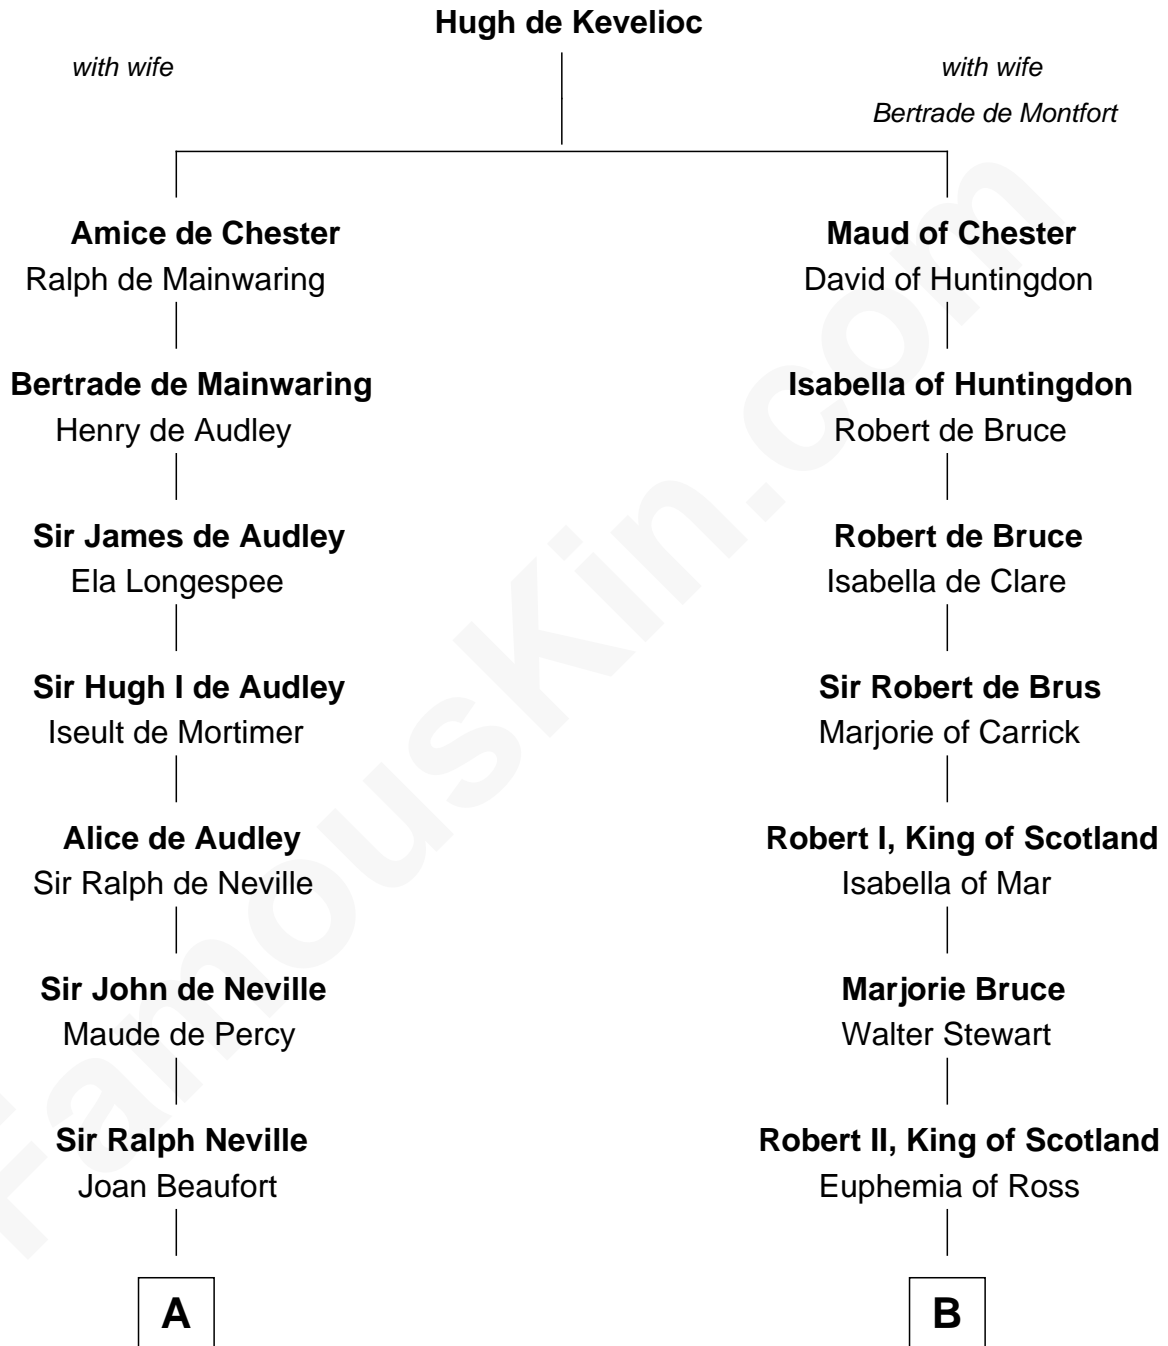 Hugh de Kevelioc
with wife
with wife
Bertrade de Montfort
Amice de Chester
Ralph de Mainwaring
Maud of Chester
David of Huntingdon
Bertrade de Mainwaring
Henry de Audley
Isabella of Huntingdon
Robert de Bruce
Sir James de Audley
Ela Longespee
Robert de Bruce
Isabella de Clare
Sir Hugh I de Audley
Iseult de Mortimer
Sir Robert de Brus
Marjorie of Carrick
Alice de Audley
Sir Ralph de Neville
Robert I, King of Scotland
Isabella of Mar
Sir John de Neville
Maude de Percy
Marjorie Bruce
Walter Stewart
Sir Ralph Neville
Joan Beaufort
Robert II, King of Scotland
Euphemia of Ross
A
B
FamousKin.com